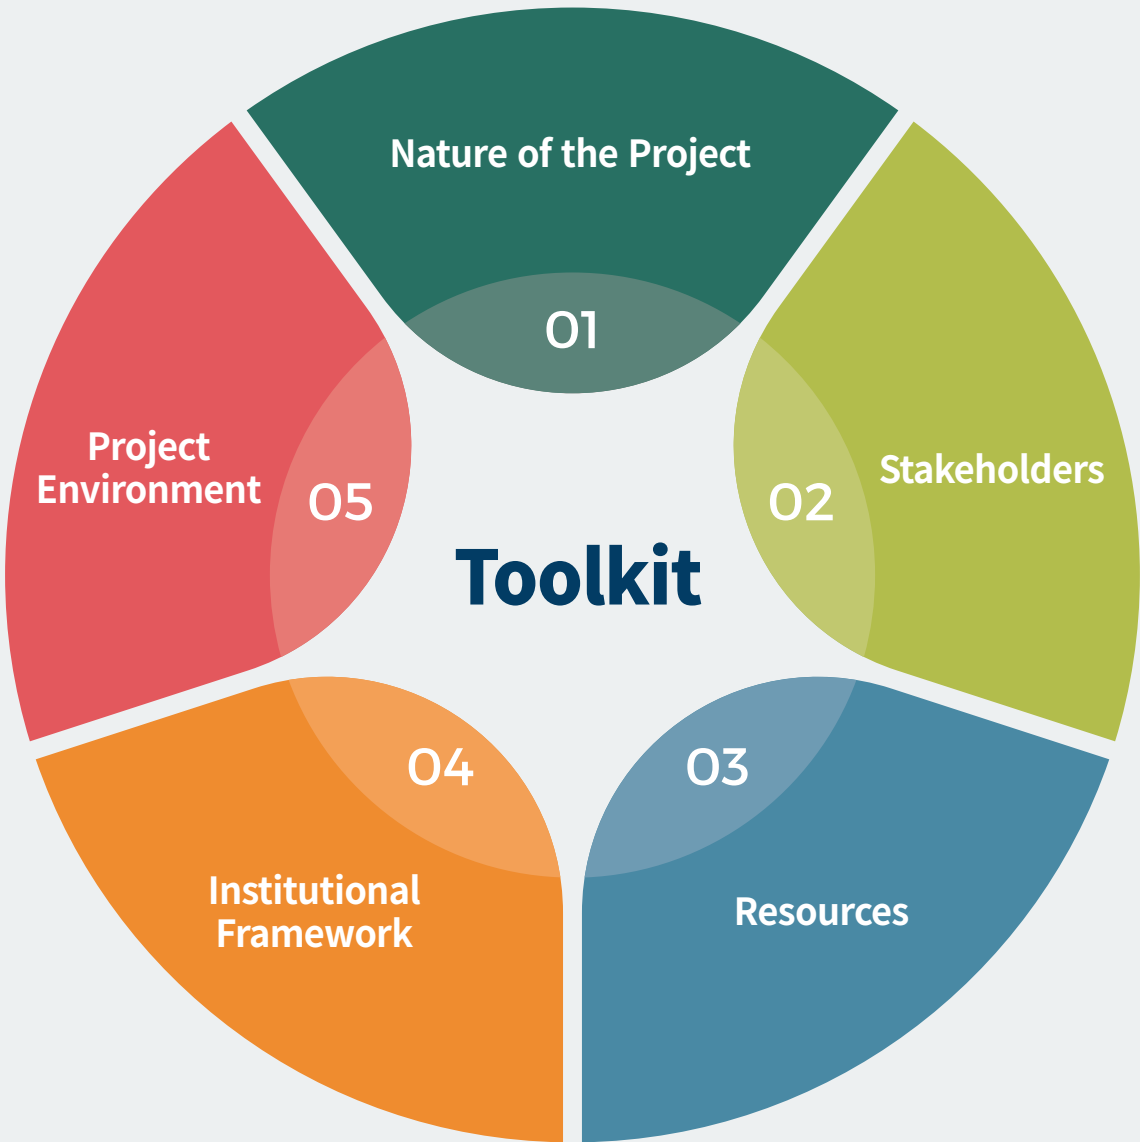 Nature of the Project
01
Stakeholders
02
Resources
03
Institutional
Framework
04
Project
Environment
05
Toolkit